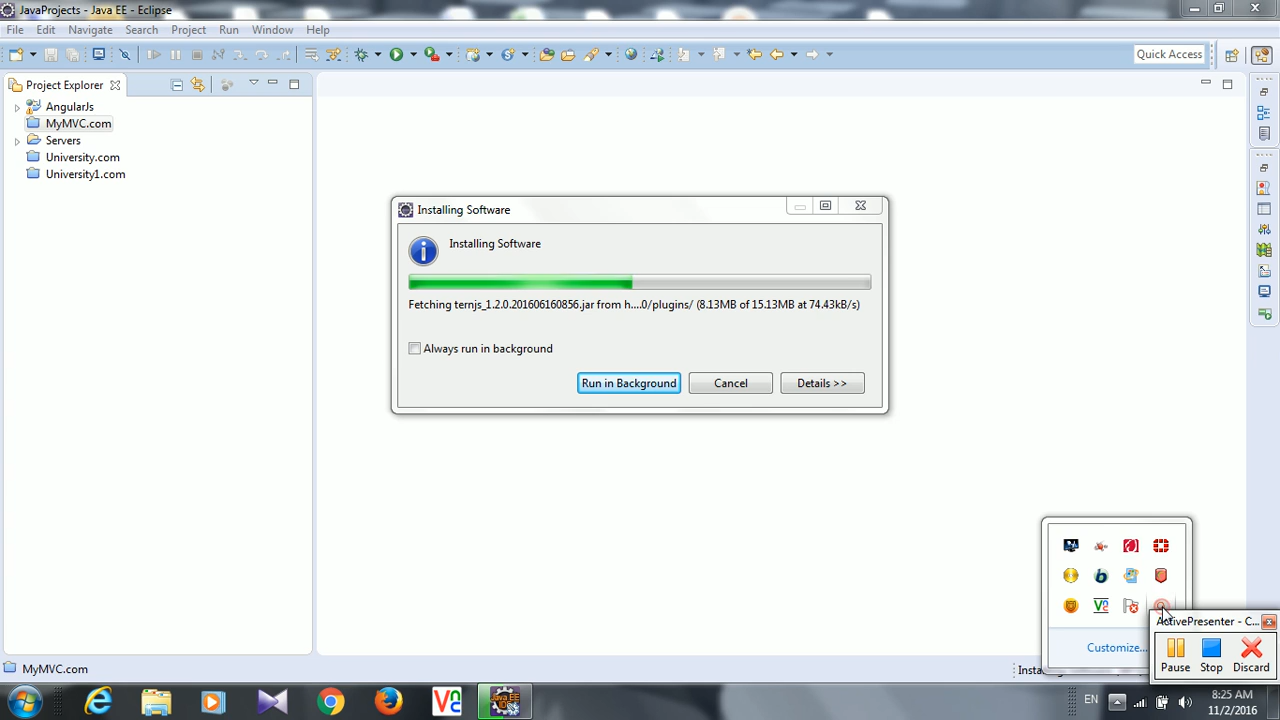 JavaProjects - Java EE - Eclipse
File Edit Navigate Search Project Run Window Help
Quick Access
Project Explorer
AngularJs
MyMVC.com
Servers
University.com
University1.com
Installing Software
Installing Software
Fetching ternjs_1.2.0.201606160856.jar from h....0/plugins/ (8.13MB of 15.13MB at 74.43kB/s)
Always run in background
Run in Background Cancel Details >>
Customize...
ActivePresenter - C...
Pause Stop Discard
MyMVC.com
EN
8:25 AM
11/2/2016